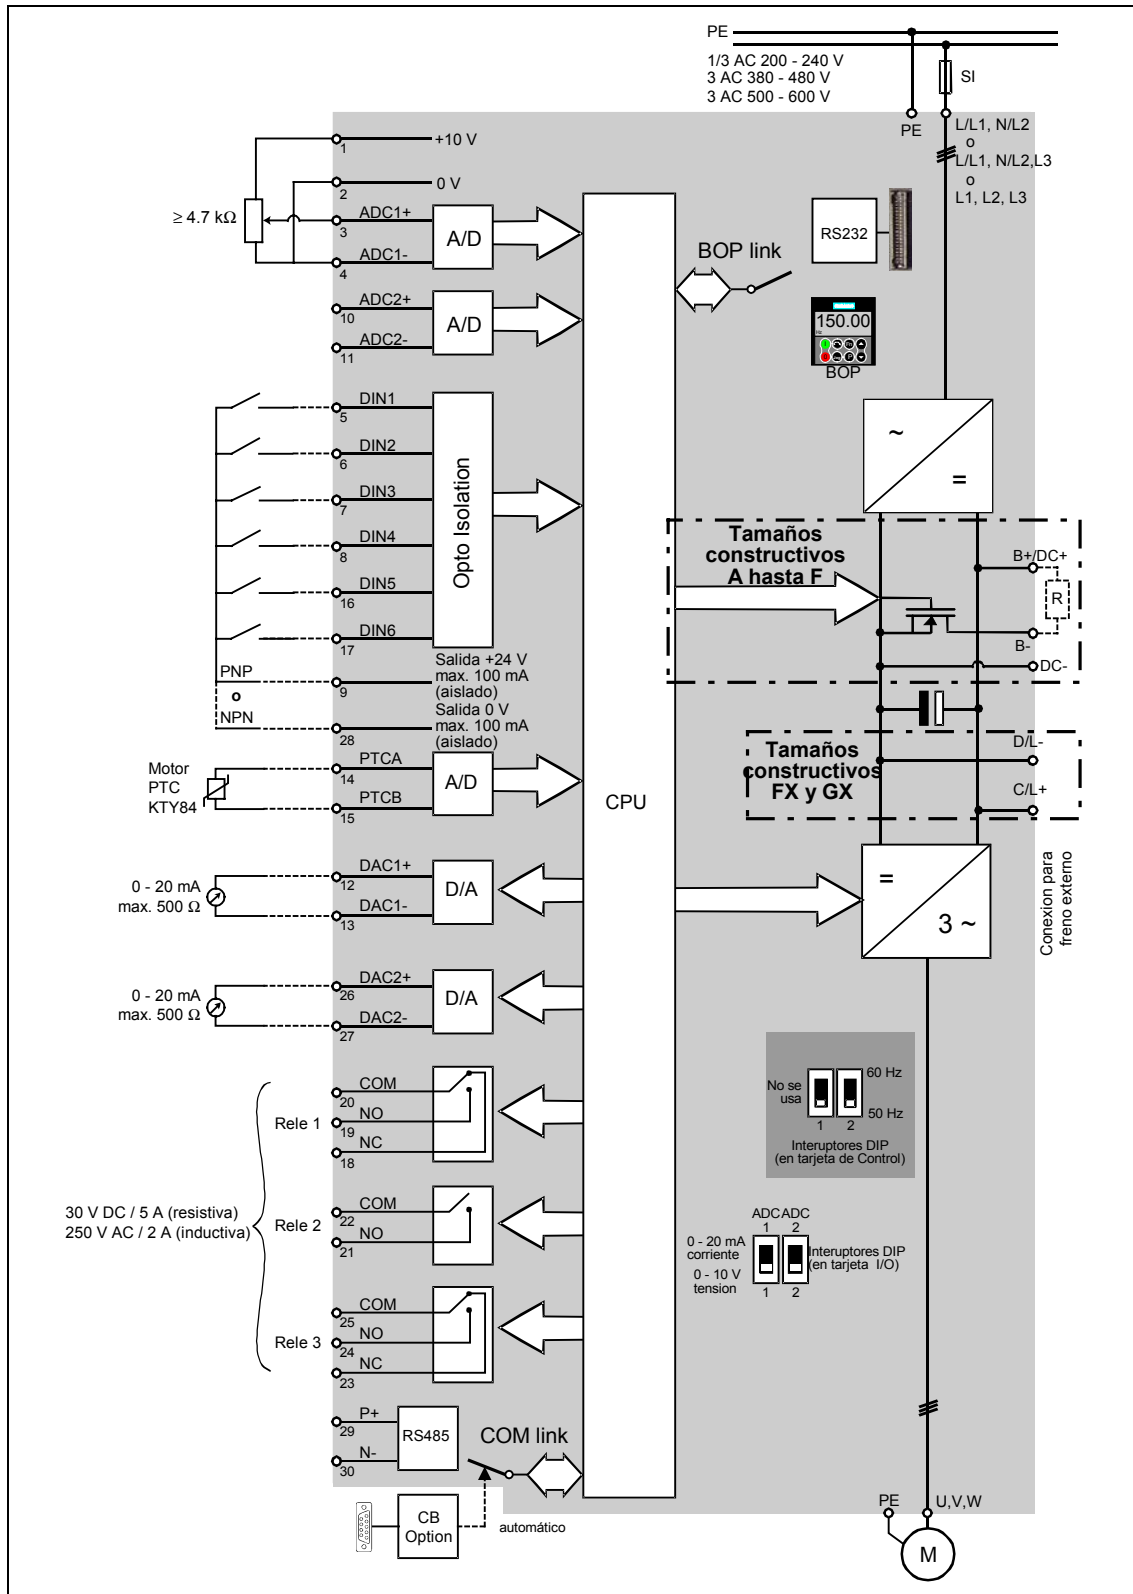 PE
1/3 AC 200 - 240 V
3 AC 380 - 480 V
3 AC 500 - 600 V
SI
PE
L/L1, N/L2
o
L/L1, N/L2,L3
o
L1, L2, L3
1
+10 V
2
0 V
≥ 4.7 kΩ
ADC1+
3
ADC1-
4
A/D
ADC2+
10
ADC2-
11
A/D
BOP link
RS232
150.00
Hz
BOP
DIN1
5
DIN2
6
DIN3
7
DIN4
8
DIN5
16
DIN6
17
Opto Isolation
~
=
PNP
o
NPN
9
Salida +24 V
max. 100 mA
(aislado)
28
Salida 0 V
max. 100 mA
(aislado)
Tamaños
constructivos
A hasta F
B+/DC+
R
B-
DC-
Motor
PTC
KTY84
PTCA
14
PTCB
15
A/D
CPU
Tamaños
constructivos
FX y GX
D/L-
C/L+
Conexion para
freno externo
0 - 20 mA
max. 500 Ω
DAC1+
12
DAC1-
13
D/A
=
3 ~
0 - 20 mA
max. 500 Ω
DAC2+
26
DAC2-
27
D/A
No se
usa
60 Hz
50 Hz
1 2
Interuptores DIP
(en tarjeta de Control)
30 V DC / 5 A (resistiva)
250 V AC / 2 A (inductiva)
Rele 1
COM
20
NO
19
NC
18
Rele 2
COM
22
NO
21
Rele 3
COM
25
NO
24
NC
23
ADC ADC
1 2
0 - 20 mA
corriente
0 - 10 V
tension
1 2
Interuptores DIP
(en tarjeta I/O)
P+
29
N-
30
RS485
COM link
CB
Option
automático
PE
U,V,W
M